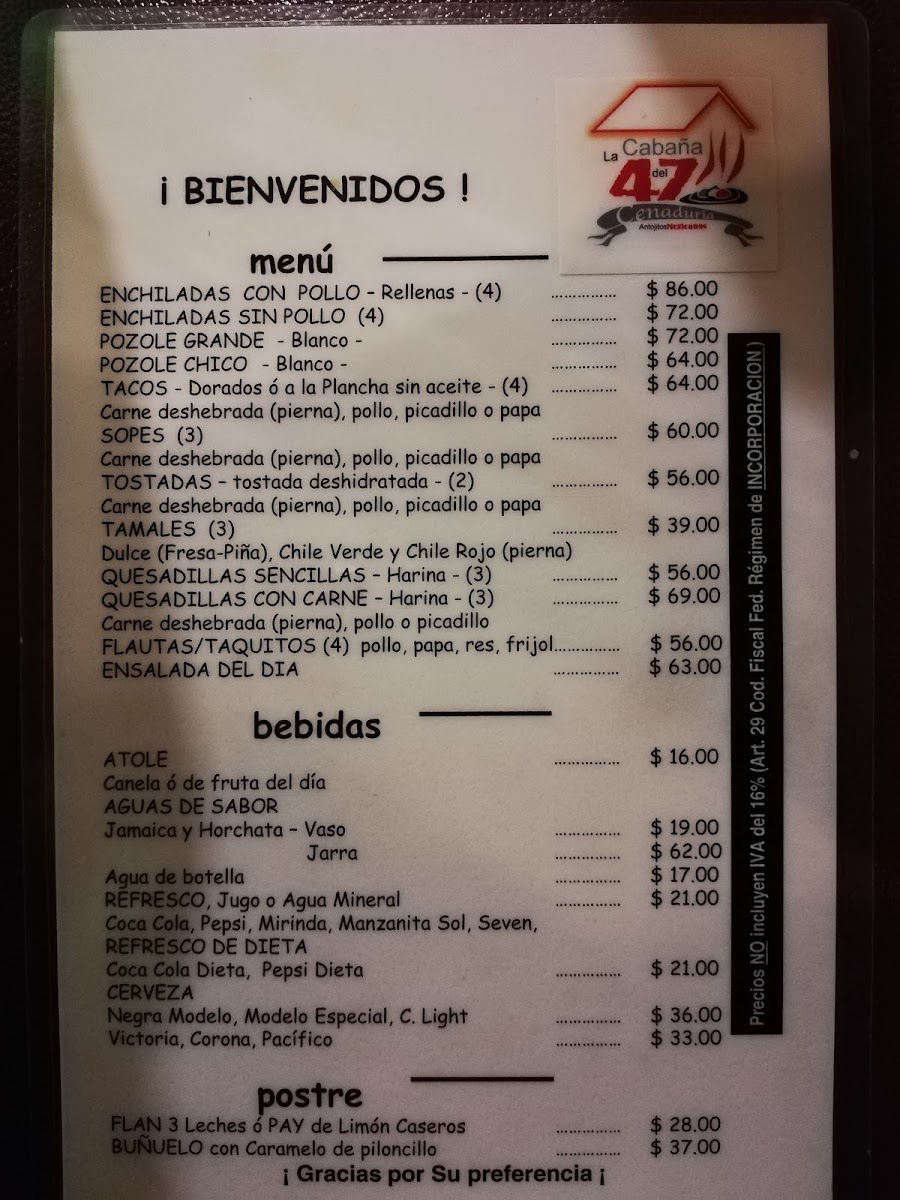 La Cabaña
del
47
Cenaduría
Antojitos Mexicanos
¡ BIENVENIDOS !
menú
ENCHILADAS CON POLLO – Rellenas - (4) ............... $ 86.00
ENCHILADAS SIN POLLO (4) ............... $ 72.00
POZOLE GRANDE - Blanco - ............... $ 72.00
POZOLE CHICO - Blanco - ............... $ 64.00
TACOS - Dorados ó a la Plancha sin aceite - (4) ............... $ 64.00
Carne deshebrada (pierna), pollo, picadillo o papa
SOPES (3) ............... $ 60.00
Carne deshebrada (pierna), pollo, picadillo o papa
TOSTADAS – tostada deshidratada - (2) ............... $ 56.00
Carne deshebrada (pierna), pollo, picadillo o papa
TAMALES (3) ............... $ 39.00
Dulce (Fresa-Piña), Chile Verde y Chile Rojo (pierna)
QUESADILLAS SENCILLAS – Harina - (3) ............... $ 56.00
QUESADILLAS CON CARNE – Harina - (3) ............... $ 69.00
Carne deshebrada (pierna), pollo o picadillo
FLAUTAS/TAQUITOS (4) pollo, papa, res, frijol............... $ 56.00
ENSALADA DEL DIA ............... $ 63.00
bebidas
ATOLE ............... $ 16.00
Canela ó de fruta del día
AGUAS DE SABOR
Jamaica y Horchata – Vaso ............... $ 19.00
Jarra ............... $ 62.00
Agua de botella ............... $ 17.00
REFRESCO, Jugo o Agua Mineral ............... $ 21.00
Coca Cola, Pepsi, Mirinda, Manzanita Sol, Seven,
REFRESCO DE DIETA
Coca Cola Dieta, Pepsi Dieta ............... $ 21.00
CERVEZA
Negra Modelo, Modelo Especial, C. Light ............... $ 36.00
Victoria, Corona, Pacífico ............... $ 33.00
postre
FLAN 3 Leches ó PAY de Limón Caseros ............... $ 28.00
BUÑUELO con Caramelo de piloncillo ............... $ 37.00
¡ Gracias por Su preferencia ¡
Precios NO incluyen IVA del 16% (Art. 29 Cod. Fiscal Fed. Régimen de INCORPORACION )